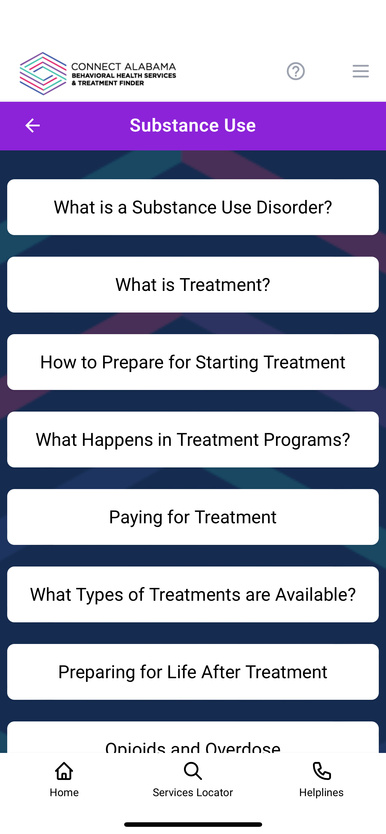 CONNECT ALABAMA
BEHAVIORAL HEALTH SERVICES
& TREATMENT FINDER
Substance Use
What is a Substance Use Disorder?
What is Treatment?
How to Prepare for Starting Treatment
What Happens in Treatment Programs?
Paying for Treatment
What Types of Treatments are Available?
Preparing for Life After Treatment
Opioids and Overdose
Home
Services Locator
Helplines